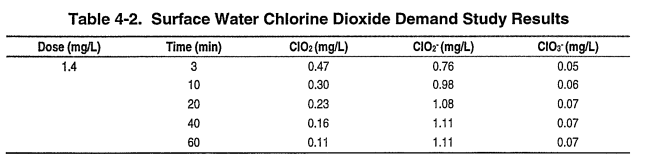 Table 4-2. Surface Water Chlorine Dioxide Demand Study Results
Dose (mg/L) Time (min) ClO₂ (mg/L) ClO₂⁻ (mg/L) ClO₃⁻ (mg/L)
1.4 3 0.47 0.76 0.05
10 0.30 0.98 0.06
20 0.23 1.08 0.07
40 0.16 1.11 0.07
60 0.11 1.11 0.07